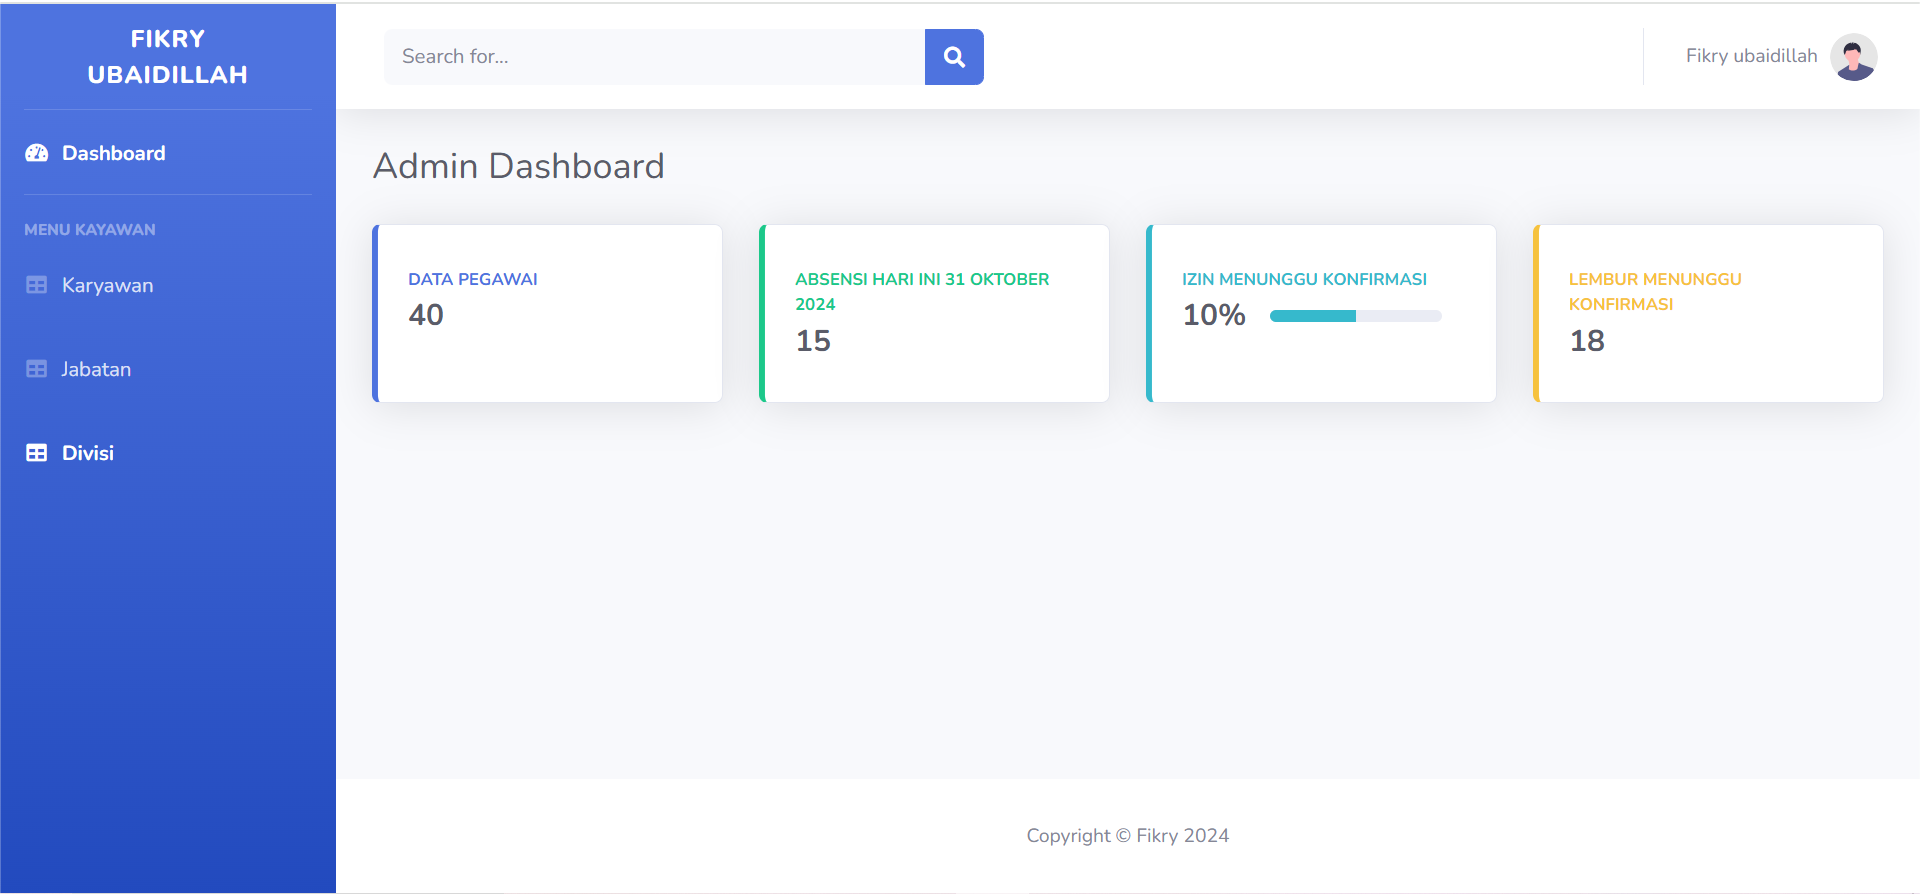 FIKRY
UBAIDILLAH
Dashboard
MENU KAYAWAN
Karyawan
Jabatan
Divisi
Search for...
Fikry ubaidillah
Admin Dashboard
DATA PEGAWAI
40
ABSENSI HARI INI 31 OKTOBER
2024
15
IZIN MENUNGGU KONFIRMASI
10%
LEMBUR MENUNGGU
KONFIRMASI
18
Copyright © Fikry 2024